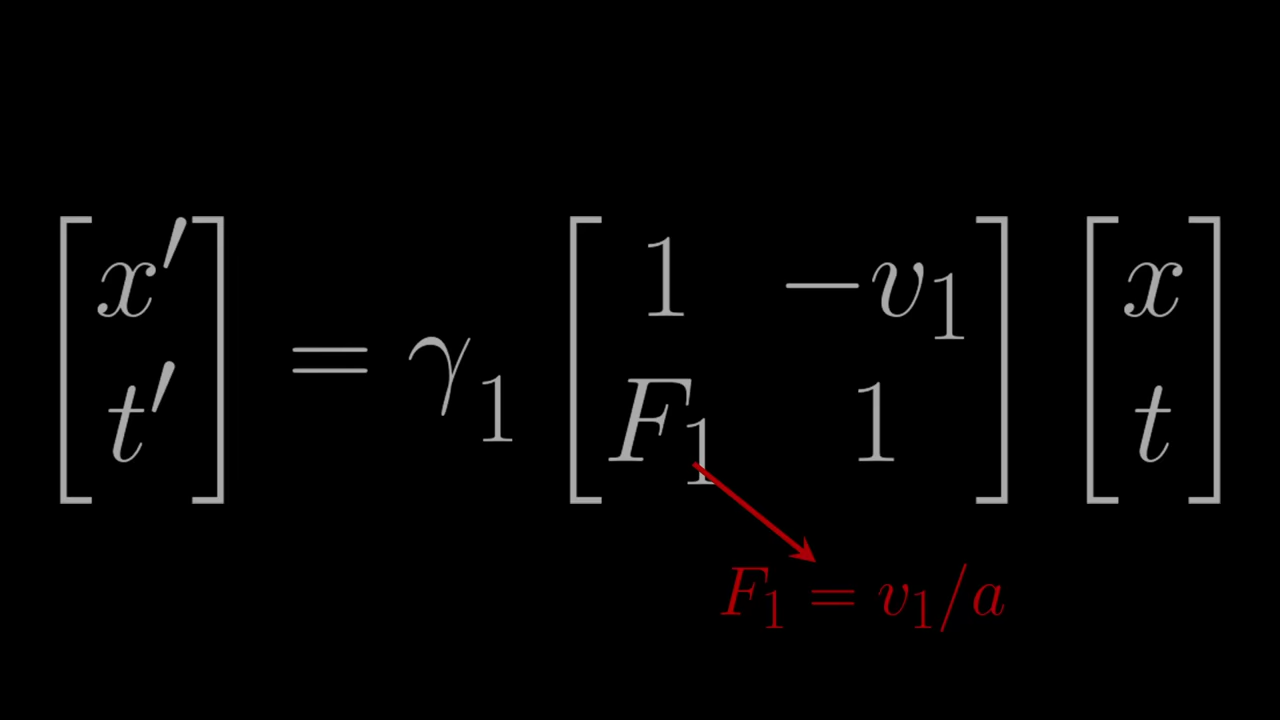 [x′ t′] = γ₁ [1 −v₁ F₁ 1] [x t]
F₁ = v₁/a